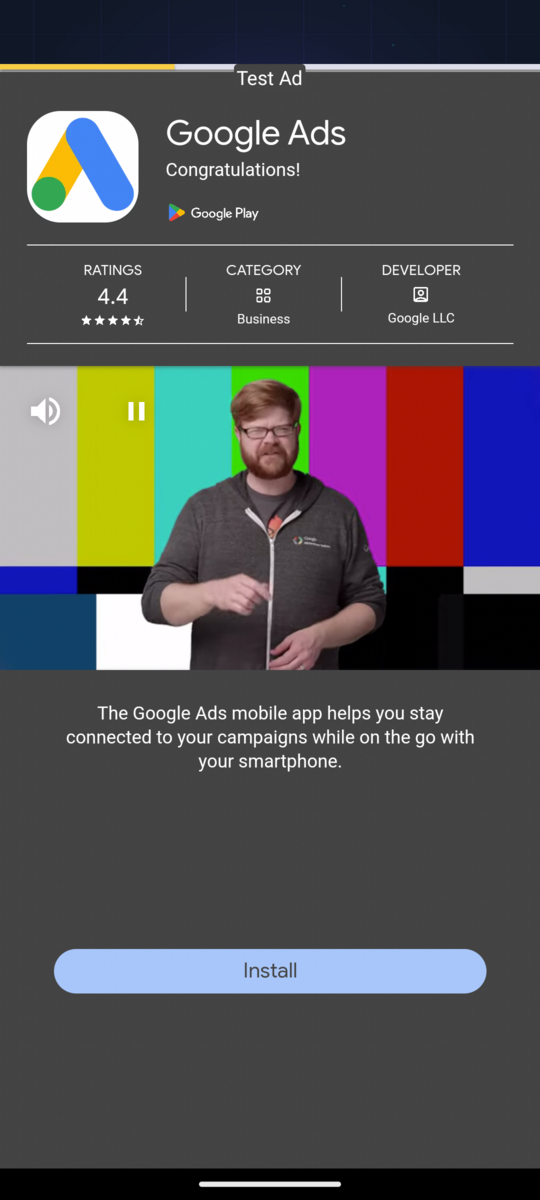 Test Ad
Google Ads
Congratulations!
Google Play
RATINGS
4.4
CATEGORY
Business
DEVELOPER
Google LLC
Google
The Google Ads mobile app helps you stay
connected to your campaigns while on the go with
your smartphone.
Install